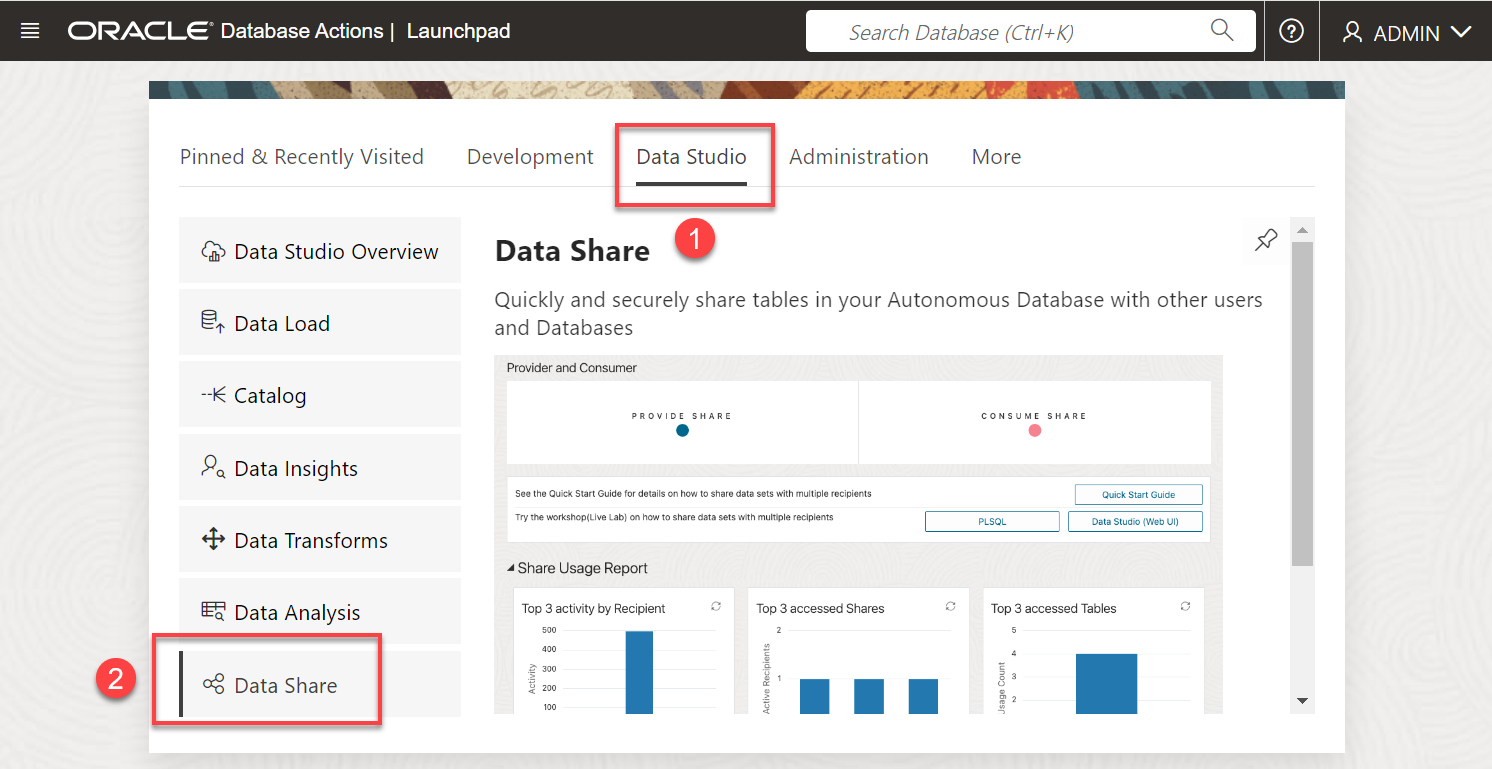 ORACLE® Database Actions | Launchpad
Search Database (Ctrl+K)
?
ADMIN
Pinned & Recently Visited
Development
Data Studio
Administration
More
1
Data Studio Overview
Data Load
Catalog
Data Insights
Data Transforms
Data Analysis
2
Data Share
Data Share
Quickly and securely share tables in your Autonomous Database with other users
and Databases
Provider and Consumer
PROVIDE SHARE
CONSUME SHARE
See the Quick Start Guide for details on how to share data sets with multiple recipients
Quick Start Guide
Try the workshop(Live Lab) on how to share data sets with multiple recipients
PLSQL
Data Studio (Web UI)
Share Usage Report
Top 3 activity by Recipient
500
400
300
200
100
Activity
Top 3 accessed Shares
2
1
Active Recipients
Top 3 accessed Tables
5
4
3
2
Usage Count